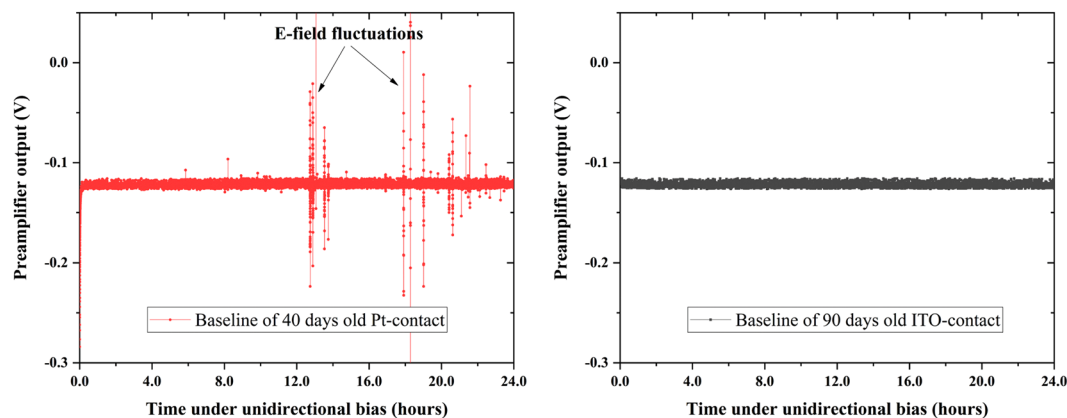 E-field fluctuations
Preamplifier output (V)
0.0
-0.1
-0.2
-0.3
Baseline of 40 days old Pt-contact
0.0 4.0 8.0 12.0 16.0 20.0 24.0
Time under unidirectional bias (hours)
Preamplifier output (V)
0.0
-0.1
-0.2
-0.3
Baseline of 90 days old ITO-contact
0.0 4.0 8.0 12.0 16.0 20.0 24.0
Time under unidirectional bias (hours)